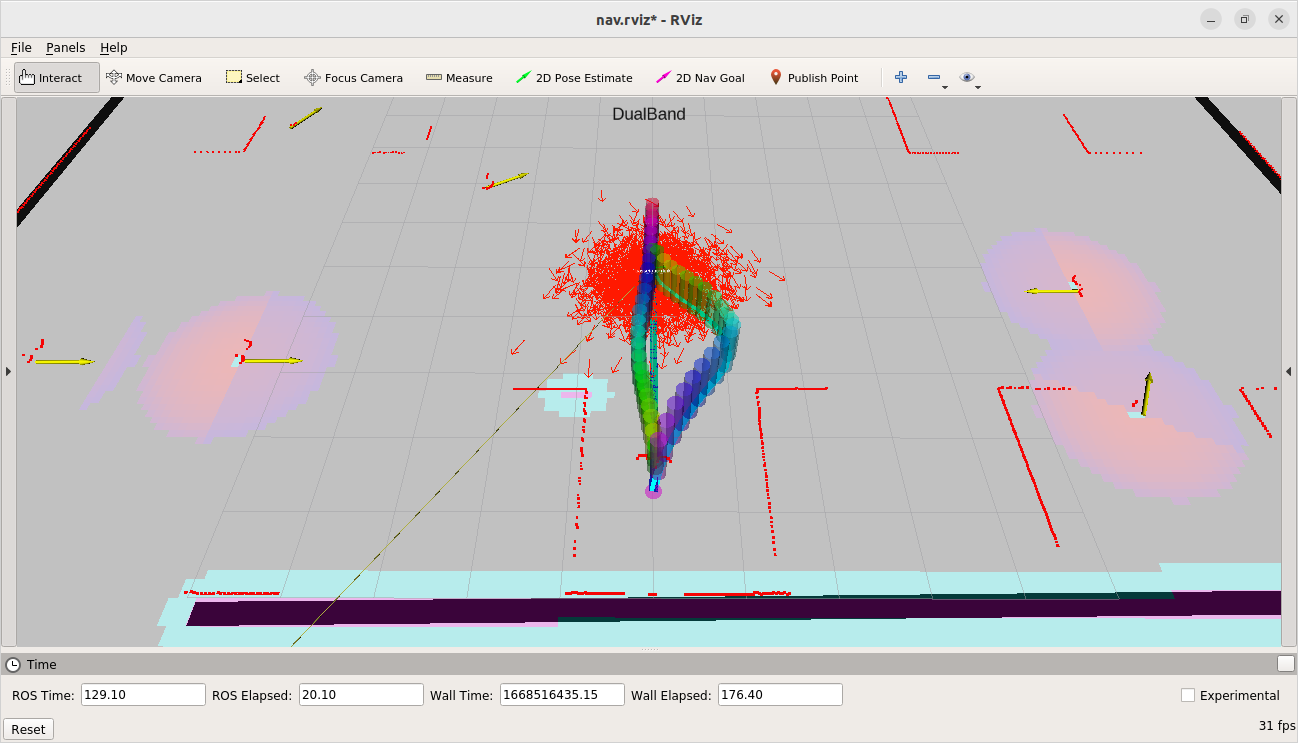 nav.rviz* - RViz
File Panels Help
Interact Move Camera Select Focus Camera Measure 2D Pose Estimate 2D Nav Goal Publish Point
DualBand
Time
ROS Time: 129.10 ROS Elapsed: 20.10 Wall Time: 1668516435.15 Wall Elapsed: 176.40 Experimental
Reset 31 fps